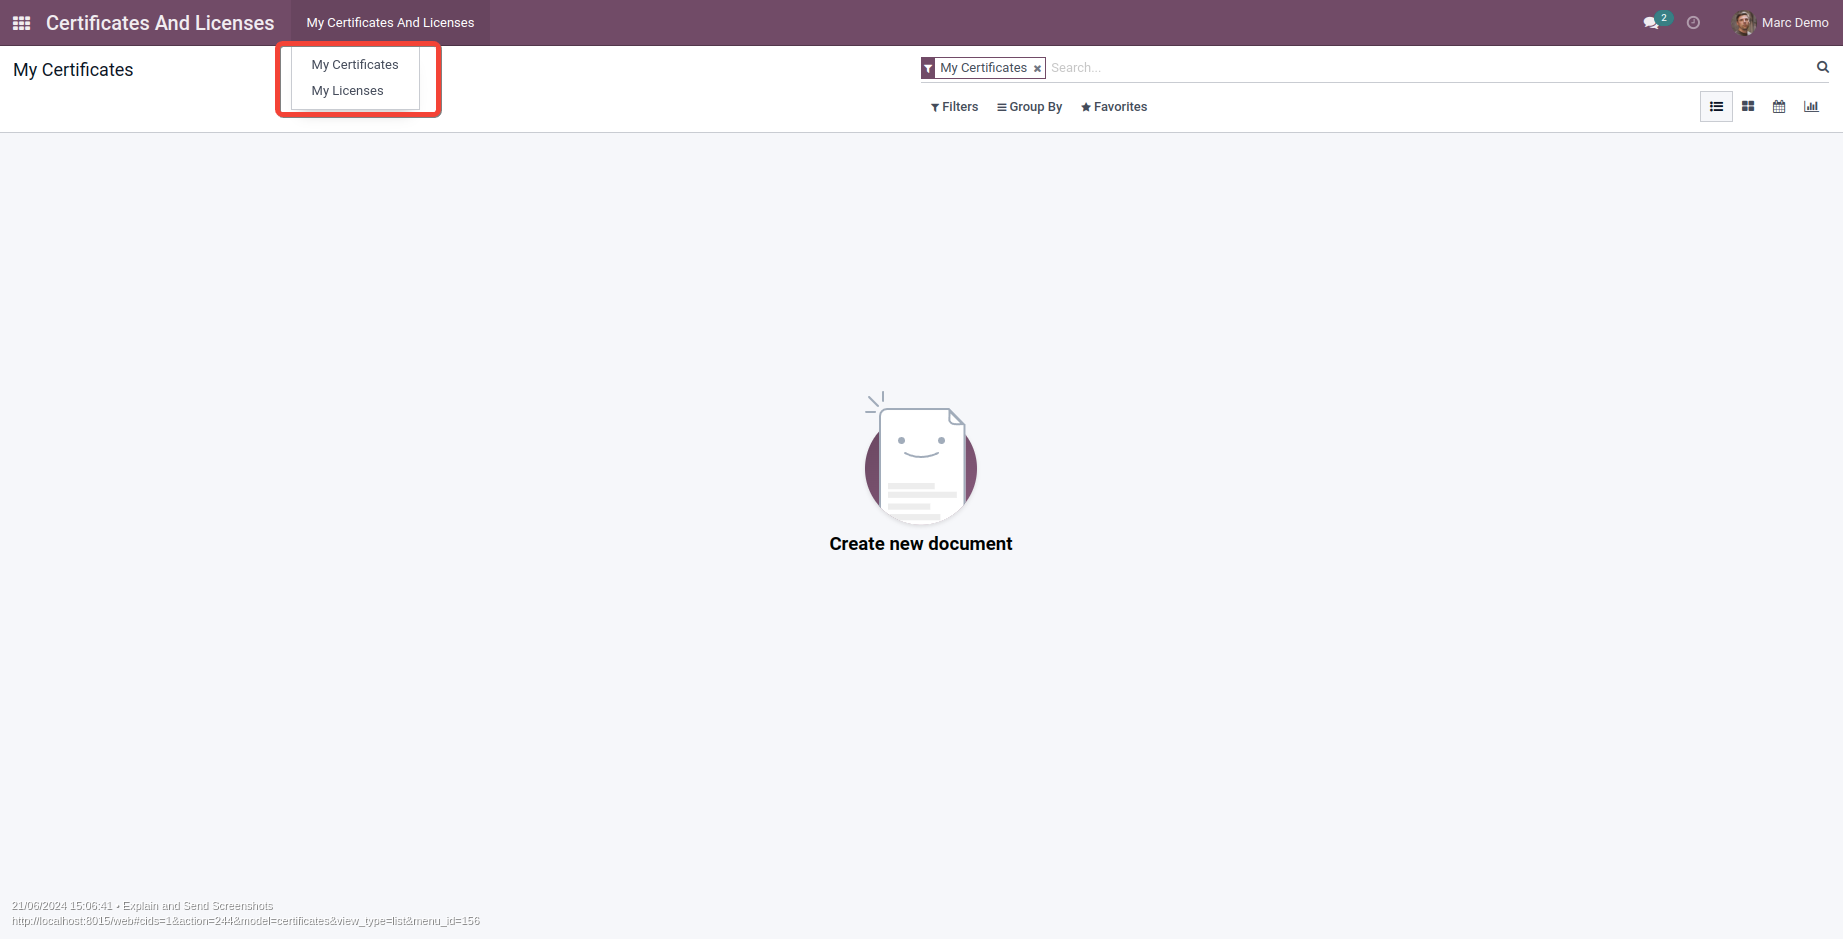 Certificates And Licenses
My Certificates And Licenses
2
Marc Demo
My Certificates
My Licenses
My Certificates
My Certificates
Search...
Filters
Group By
Favorites
Create new document
21/06/2024 15:06:41 • Explain and Send Screenshots
http://localhost:8015/web#cids=1&action=244&model=certificates&view_type=list&menu_id=156